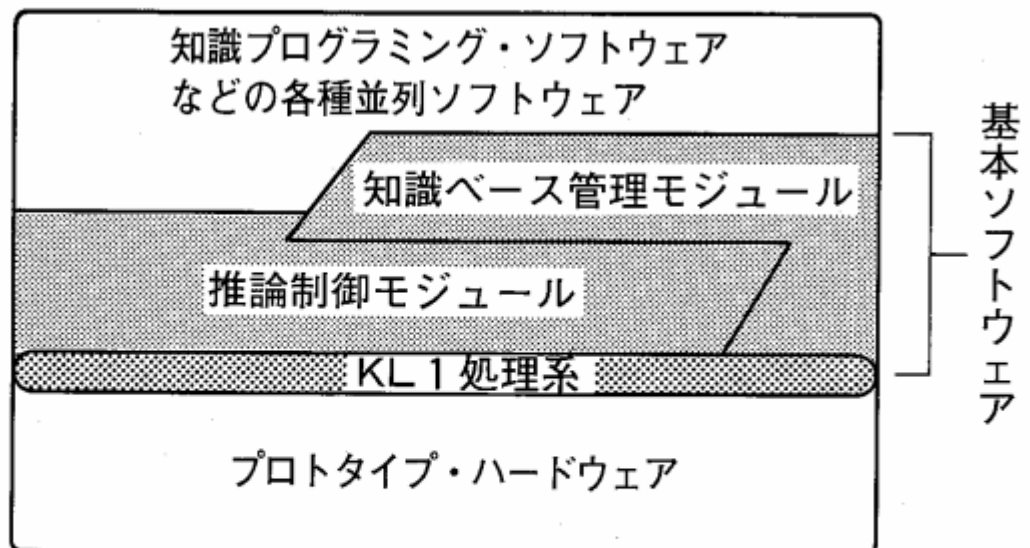 知識プログラミング・ソフトウェア
などの各種並列ソフトウェア
知識ベース管理モジュール
推論制御モジュール
KL1処理系
プロトタイプ・ハードウェア
基本ソフトウェア